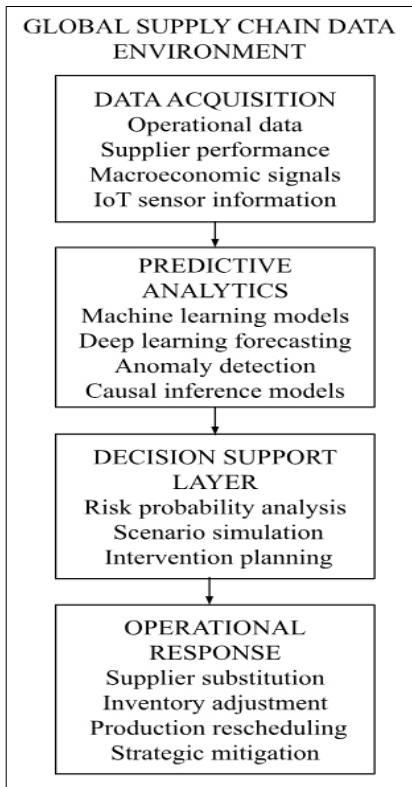 GLOBAL SUPPLY CHAIN DATA
ENVIRONMENT
DATA ACQUISITION
Operational data
Supplier performance
Macroeconomic signals
IoT sensor information
PREDICTIVE
ANALYTICS
Machine learning models
Deep learning forecasting
Anomaly detection
Causal inference models
DECISION SUPPORT
LAYER
Risk probability analysis
Scenario simulation
Intervention planning
OPERATIONAL
RESPONSE
Supplier substitution
Inventory adjustment
Production rescheduling
Strategic mitigation